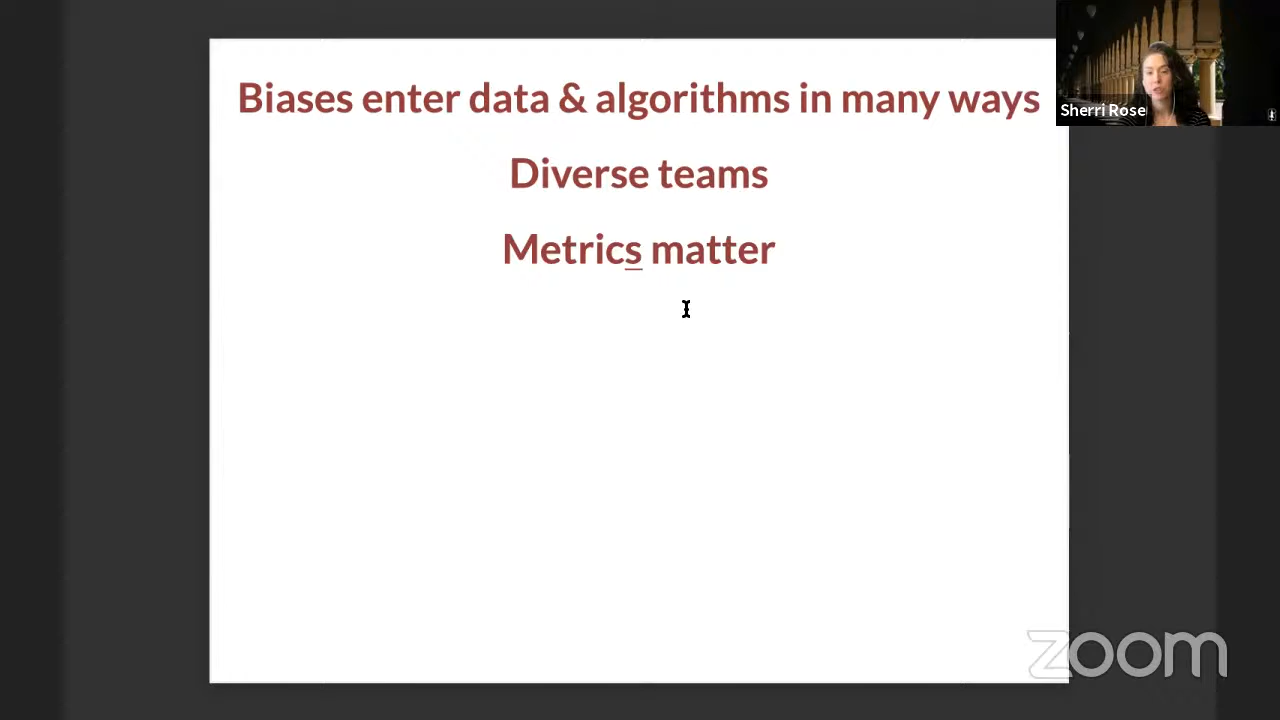 Biases enter data & algorithms in many ways
Sherri Rose
Diverse teams
Metrics matter
zoom